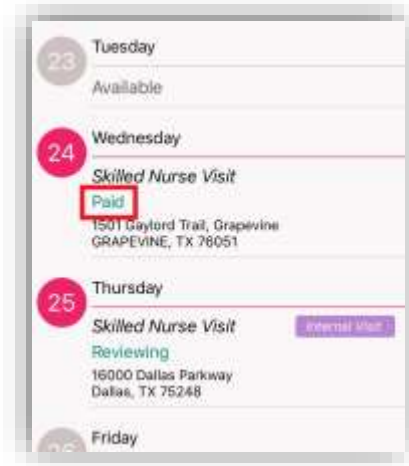 23
Tuesday
Available
24
Wednesday
Skilled Nurse Visit
Paid
1501 Gaylord Trail, Grapevine
GRAPEVINE, TX 76051
25
Thursday
Skilled Nurse Visit
Internal Visit
Reviewing
16000 Dallas Parkway
Dallas, TX 75248
26
Friday